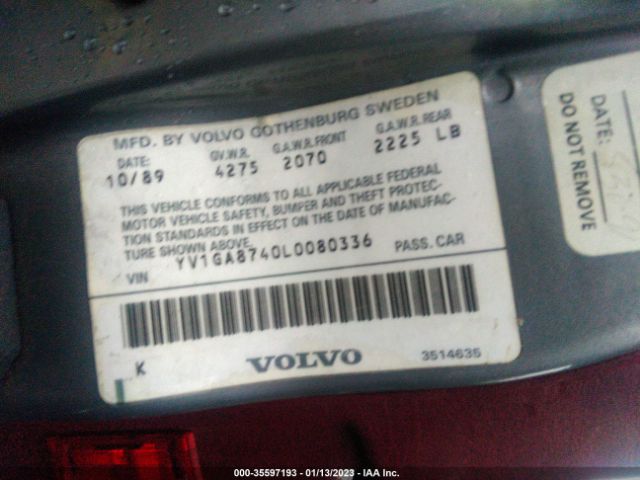 MFD. BY VOLVO GOTHENBURG SWEDEN
DATE: G.V.W.R. G.A.W.R. FRONT G.A.W.R. REAR
10/89 4275 2070 2225 LB
THIS VEHICLE CONFORMS TO ALL APPLICABLE FEDERAL
MOTOR VEHICLE SAFETY, BUMPER AND THEFT PROTEC-
TION STANDARDS IN EFFECT ON THE DATE OF MANUFAC-
TURE SHOWN ABOVE.
VIN YV1GA8740L0080336 PASS. CAR
K VOLVO 3514635
DATE:
DO NOT REMOVE
000-35597193 - 01/13/2023 - IAA Inc.